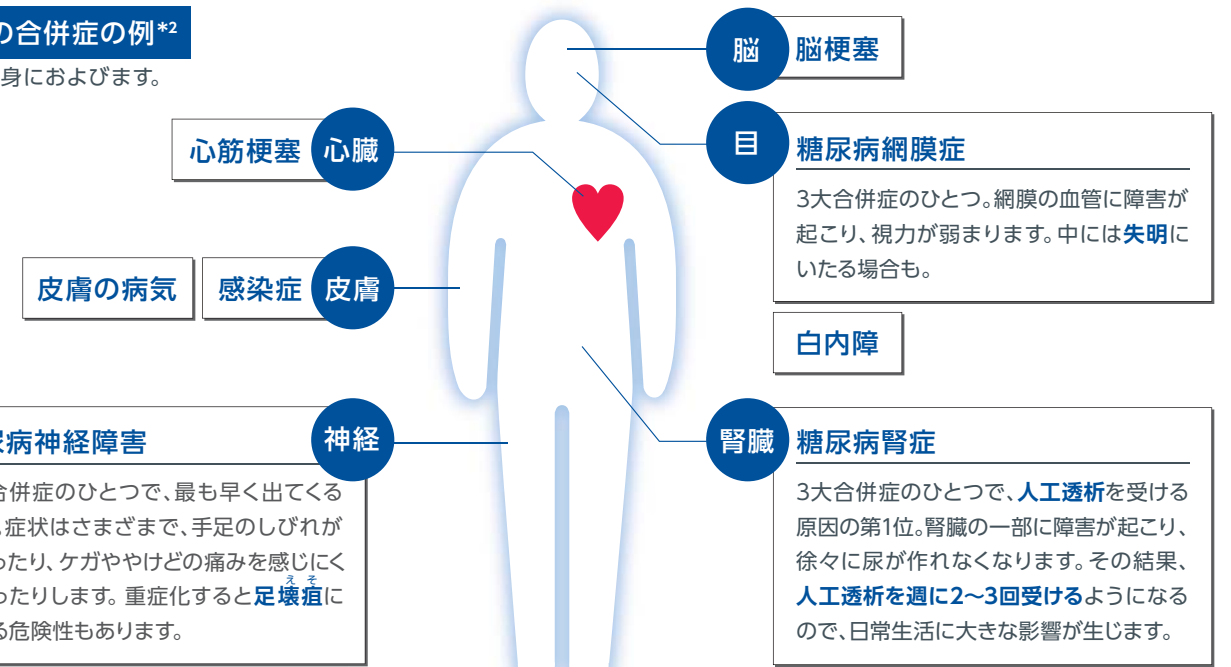 の合併症の例*2
身におよびます。
脳 脳梗塞
心筋梗塞 心臓
目 糖尿病網膜症
3大合併症のひとつ。網膜の血管に障害が
起こり、視力が弱まります。中には失明に
いたる場合も。
皮膚の病気 感染症 皮膚
白内障
尿病神経障害 神経
合併症のひとつで、最も早く出てくる
。症状はさまざまで、手足のしびれが
ったり、ケガややけどの痛みを感じにく
ったりします。重症化すると足壊疽に
えそ
る危険性もあります。
腎臓 糖尿病腎症
3大合併症のひとつで、人工透析を受ける
原因の第1位。腎臓の一部に障害が起こり、
徐々に尿が作れなくなります。その結果、
人工透析を週に2〜3回受けるようになる
ので、日常生活に大きな影響が生じます。